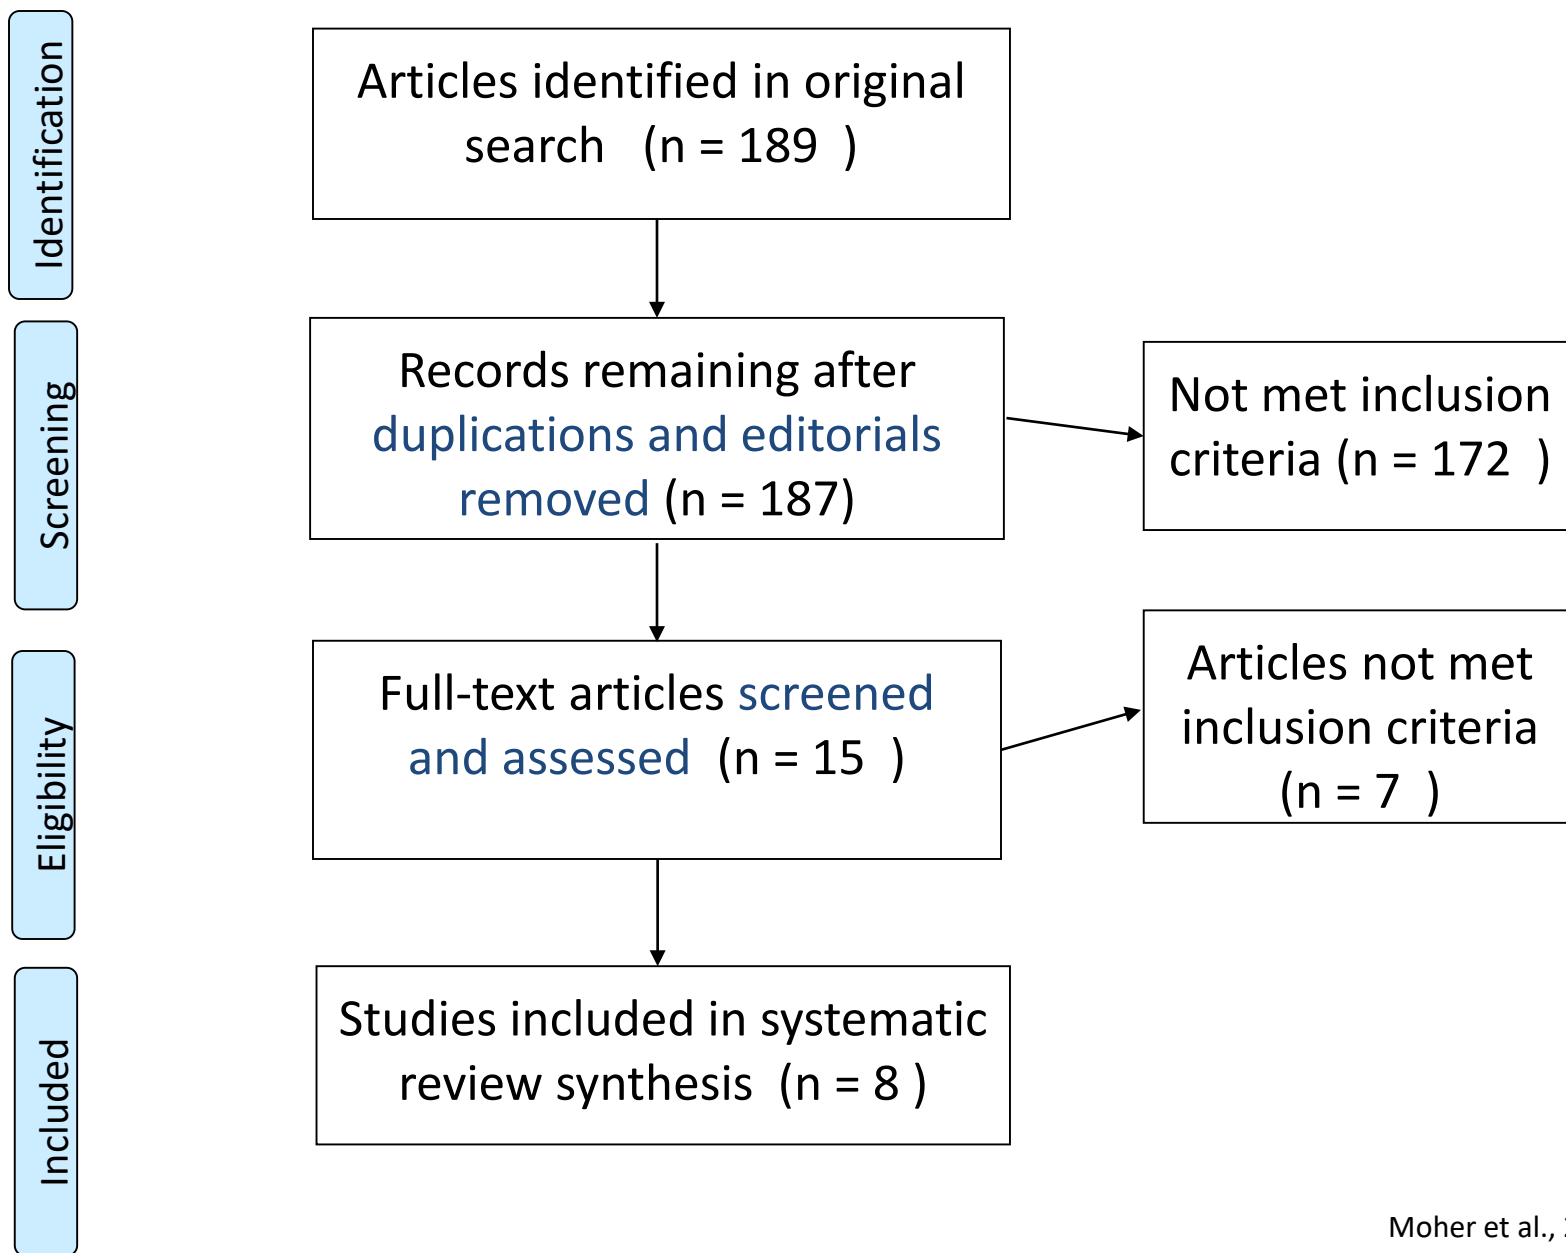 Identification
Articles identified in original
search (n = 189 )
Screening
Records remaining after
duplications and editorials
removed (n = 187)
Not met inclusion
criteria (n = 172 )
Eligibility
Full-text articles screened
and assessed (n = 15 )
Articles not met
inclusion criteria
(n = 7 )
Included
Studies included in systematic
review synthesis (n = 8 )
Moher et al.,